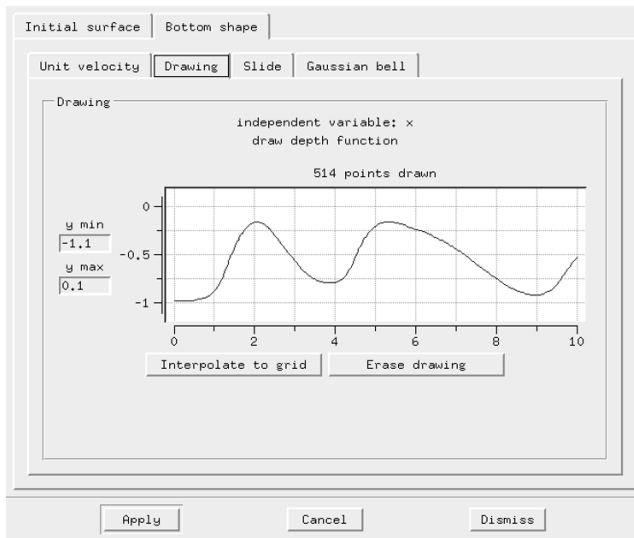 Initial surface Bottom shape
Unit velocity Drawing Slide Gaussian bell
Drawing
independent variable: x
draw depth function
514 points drawn
0
y min
-1.1
-0.5
y max
0.1
-1
0 2 4 6 8 10
Interpolate to grid Erase drawing
Apply Cancel Dismiss